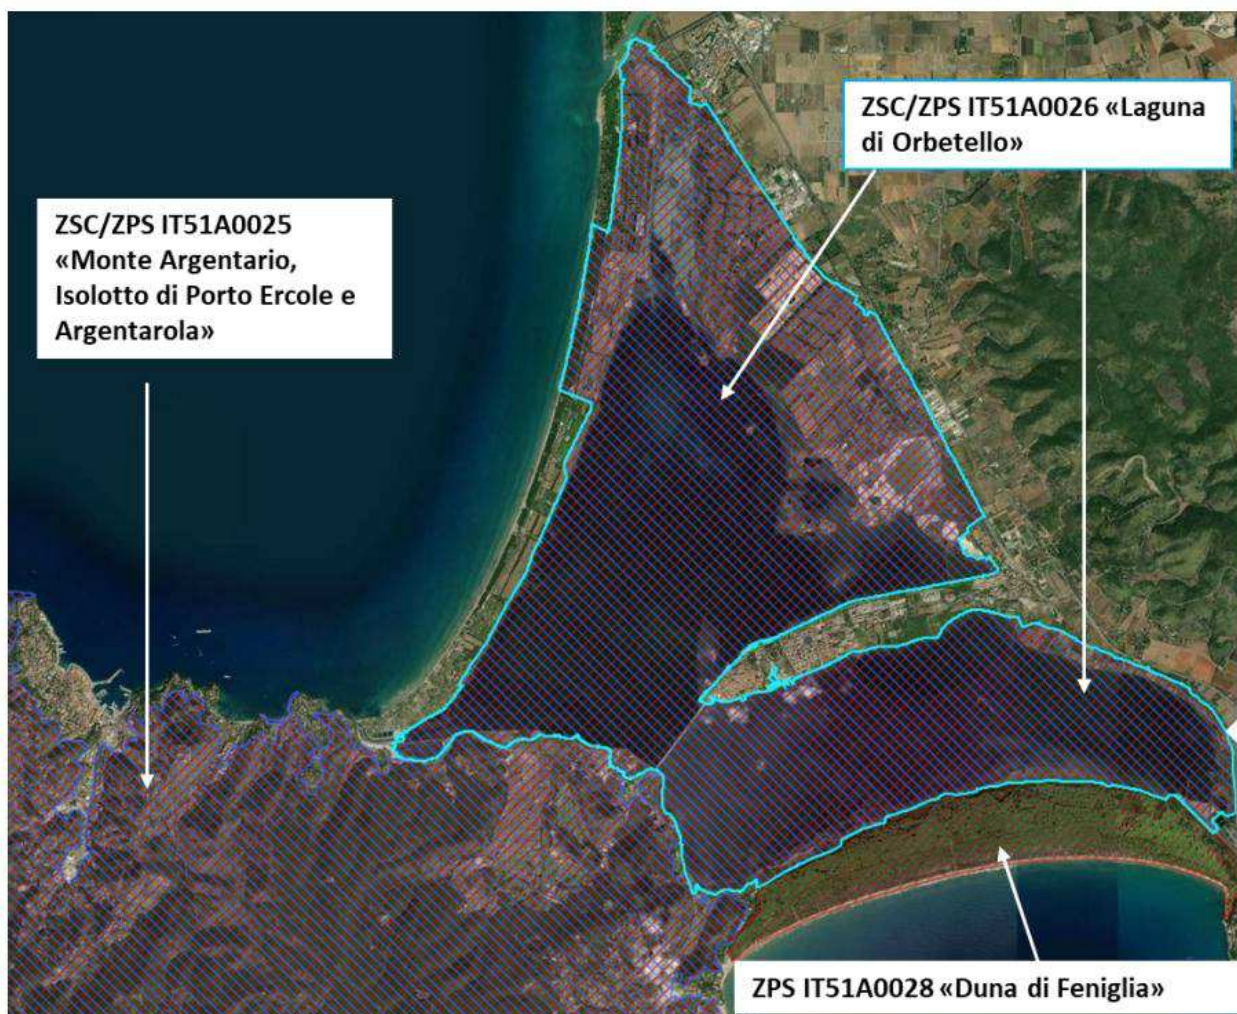 ZSC/ZPS IT51A0026 «Laguna
di Orbetello»
ZSC/ZPS IT51A0025
«Monte Argentario,
Isolotto di Porto Ercole e
Argentarola»
ZPS IT51A0028 «Duna di Feniglia»